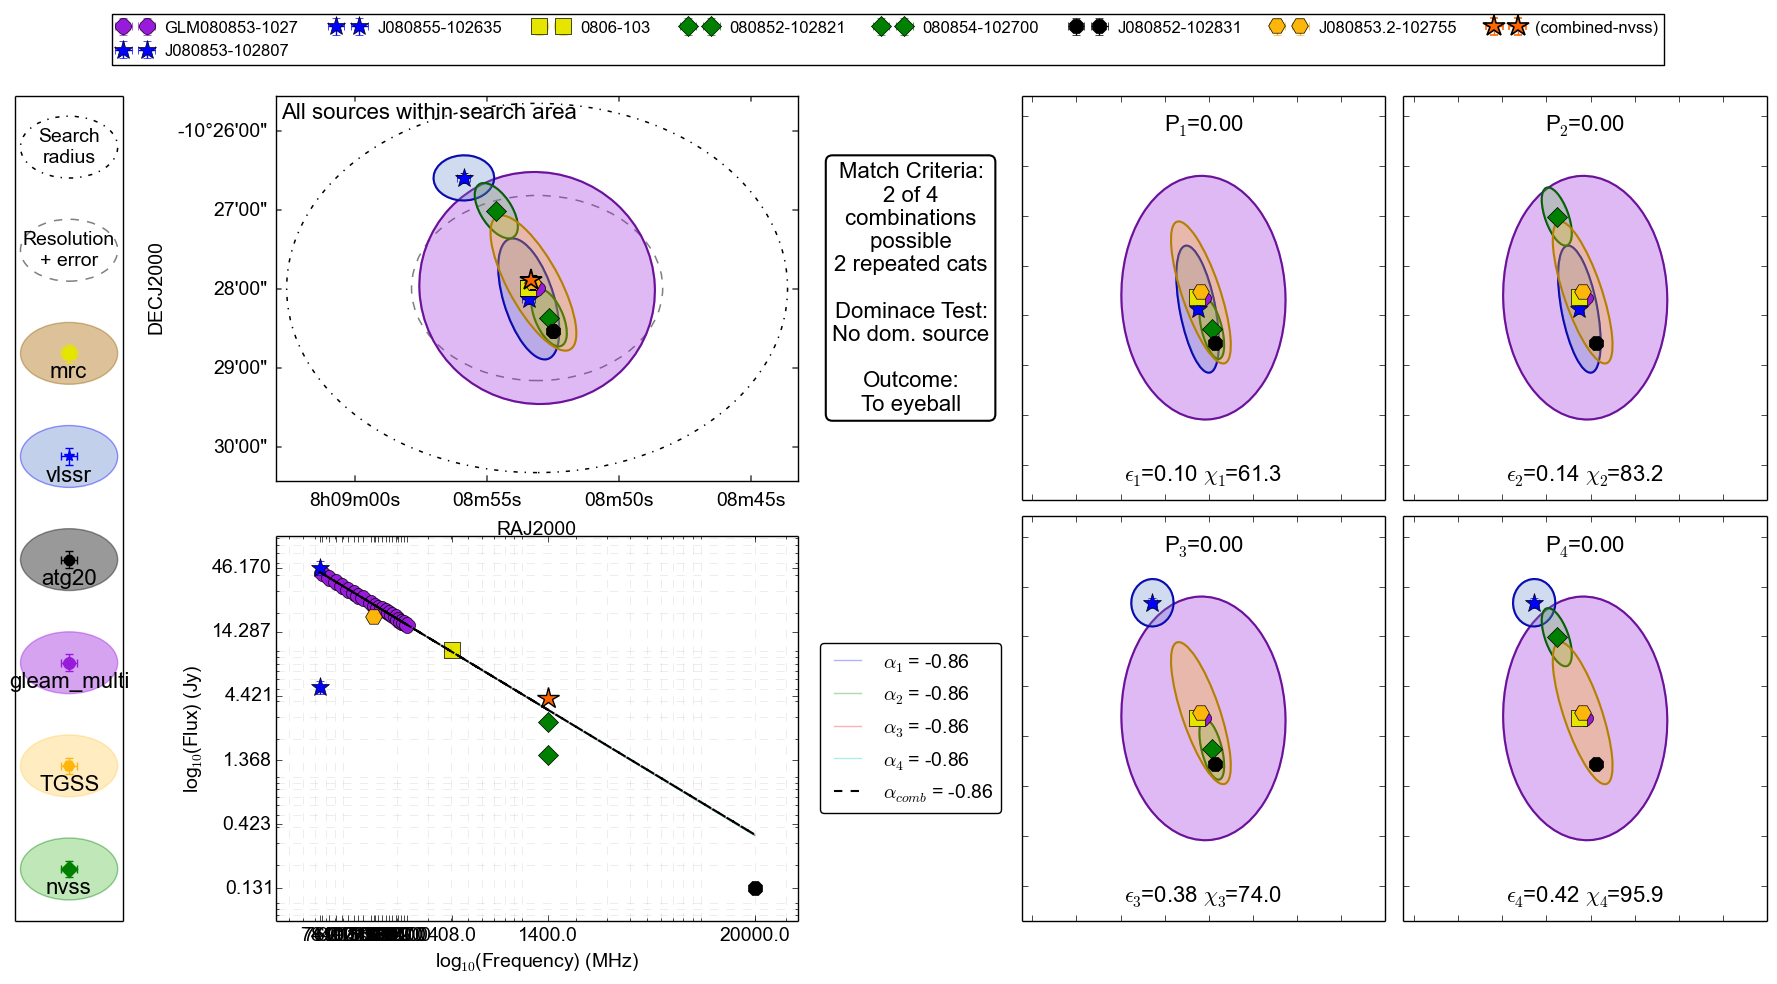 GLM080853-1027 J080855-102635 0806-103 080852-102821 080854-102700 J080852-102831 J080853.2-102755 (combined-nvss)
J080853-102807
Search
radius
Resolution
+ error
mrc
vlssr
atg20
gleam_multi
TGSS
nvss
All sources within search area
DECJ2000
-10°26'00"
27'00"
28'00"
29'00"
30'00"
8h09m00s 08m55s 08m50s 08m45s
RAJ2000
Match Criteria:
2 of 4
combinations
possible
2 repeated cats
Dominace Test:
No dom. source
Outcome:
To eyeball
P1=0.00
ϵ1=0.10 χ1=61.3
P2=0.00
ϵ2=0.14 χ2=83.2
log10(Flux) (Jy)
46.170
14.287
4.421
1.368
0.423
0.131
408.0 1400.0 20000.0
log10(Frequency) (MHz)
α1 = -0.86
α2 = -0.86
α3 = -0.86
α4 = -0.86
αcomb = -0.86
P3=0.00
ϵ3=0.38 χ3=74.0
P4=0.00
ϵ4=0.42 χ4=95.9